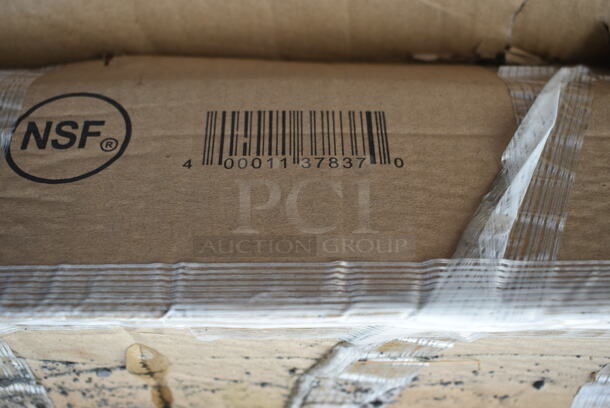 NSF®
4 00011 37837 0
PCI
AUCTION GROUP